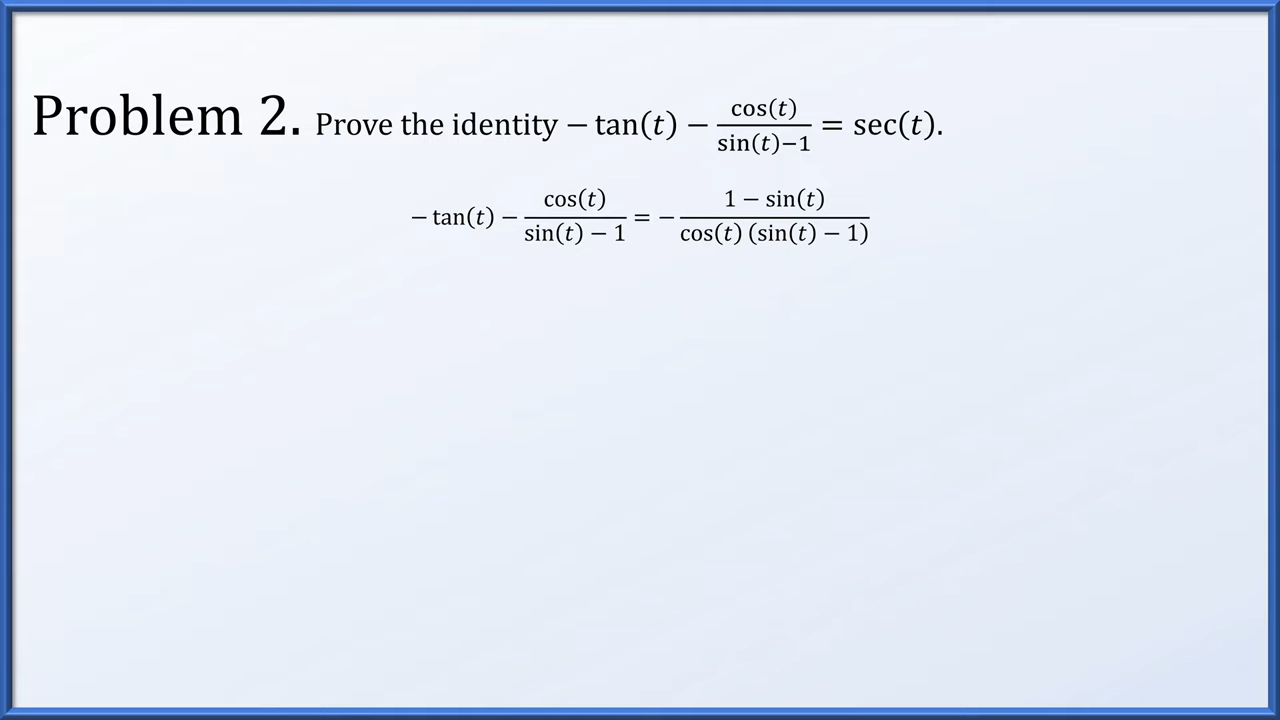 Problem 2. Prove the identity − tan(t) − cos(t)/(sin(t)−1) = sec(t).
− tan(t) − cos(t)/(sin(t) − 1) = − (1 − sin(t))/(cos(t) (sin(t) − 1))